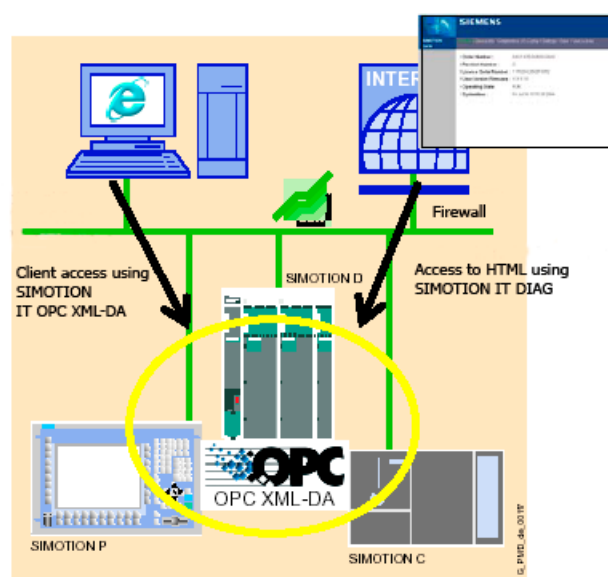 SIEMENS
INTER
Firewall
Client access using
SIMOTION
IT OPC XML-DA
SIMOTION D
Access to HTML using
SIMOTION IT DIAG
OPC
OPC XML-DA
SIMOTION P
SIMOTION C